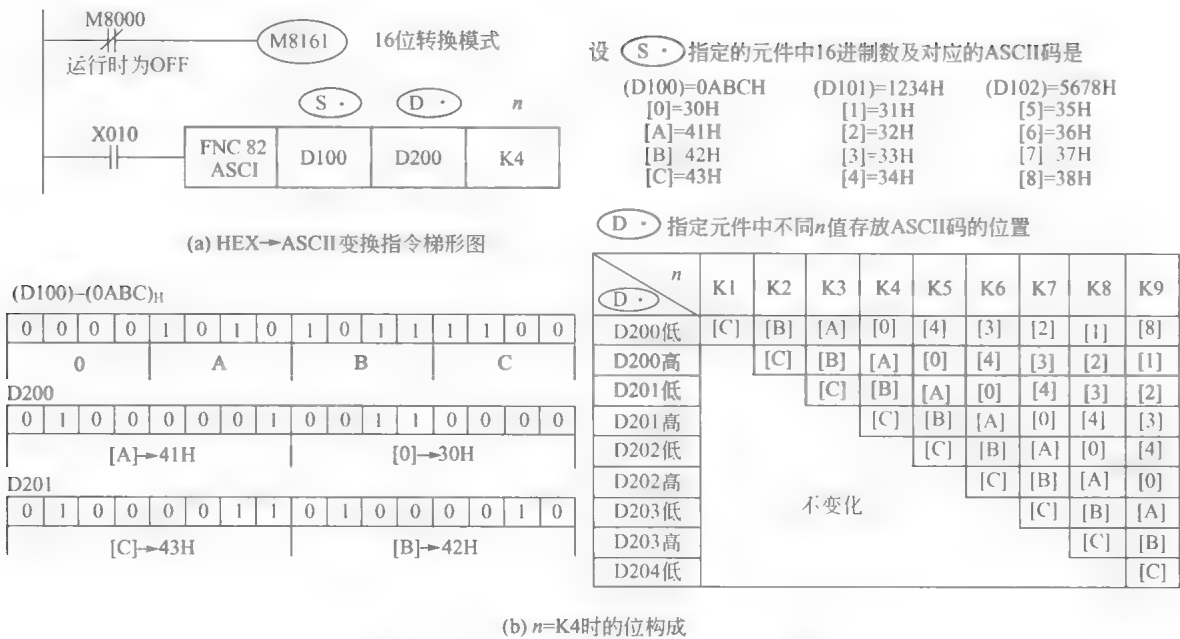 M8000
M8161
16位转换模式
运行时为OFF
S · D · n
X010
FNC 82 ASCI D100 D200 K4
(a) HEX→ASCII变换指令梯形图
(D100)–(0ABC)H
0 0 0 0 1 0 1 0 1 0 1 1 1 1 0 0
0 A B C
D200
0 1 0 0 0 0 0 1 0 0 1 1 0 0 0 0
[A]→41H [0]→30H
D201
0 1 0 0 0 0 1 1 0 1 0 0 0 0 1 0
[C]→43H [B]→42H
设 S · 指定的元件中16进制数及对应的ASCII码是
(D100)=0ABCH (D101)=1234H (D102)=5678H
[0]=30H [1]=31H [5]=35H
[A]=41H [2]=32H [6]=36H
[B] 42H [3]=33H [7] 37H
[C]=43H [4]=34H [8]=38H
D · 指定元件中不同n值存放ASCII码的位置
n D · K1 K2 K3 K4 K5 K6 K7 K8 K9
D200低 [C] [B] [A] [0] [4] [3] [2] [1] [8]
D200高 [C] [B] [A] [0] [4] [3] [2] [1]
D201低 [C] [B] [A] [0] [4] [3] [2]
D201高 [C] [B] [A] [0] [4] [3]
D202低 [C] [B] [A] [0] [4]
D202高 [C] [B] [A] [0]
D203低 [C] [B] [A]
D203高 [C] [B]
D204低 [C]
不变化
(b) n=K4时的位构成